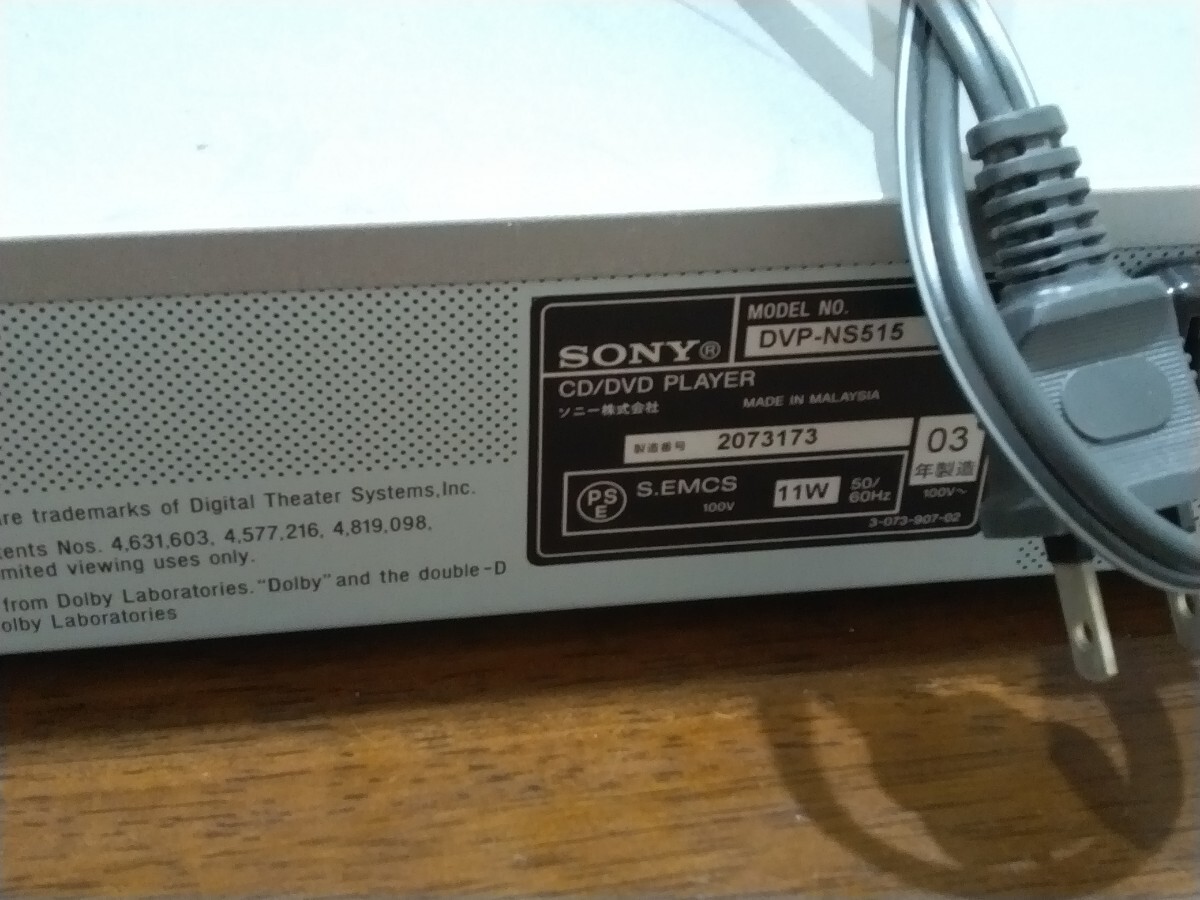 are trademarks of Digital Theater Systems,Inc.
tents Nos. 4,631,603, 4,577,216, 4,819,098,
imited viewing uses only.
from Dolby Laboratories. "Dolby" and the double-D
olby Laboratories
SONY®
MODEL NO.
DVP-NS515
CD/DVD PLAYER
ソニー株式会社
MADE IN MALAYSIA
製造番号 2073173
03
年製造
100V～
PSE
S.EMCS
100V
11W
50/
60Hz
3-073-907-02